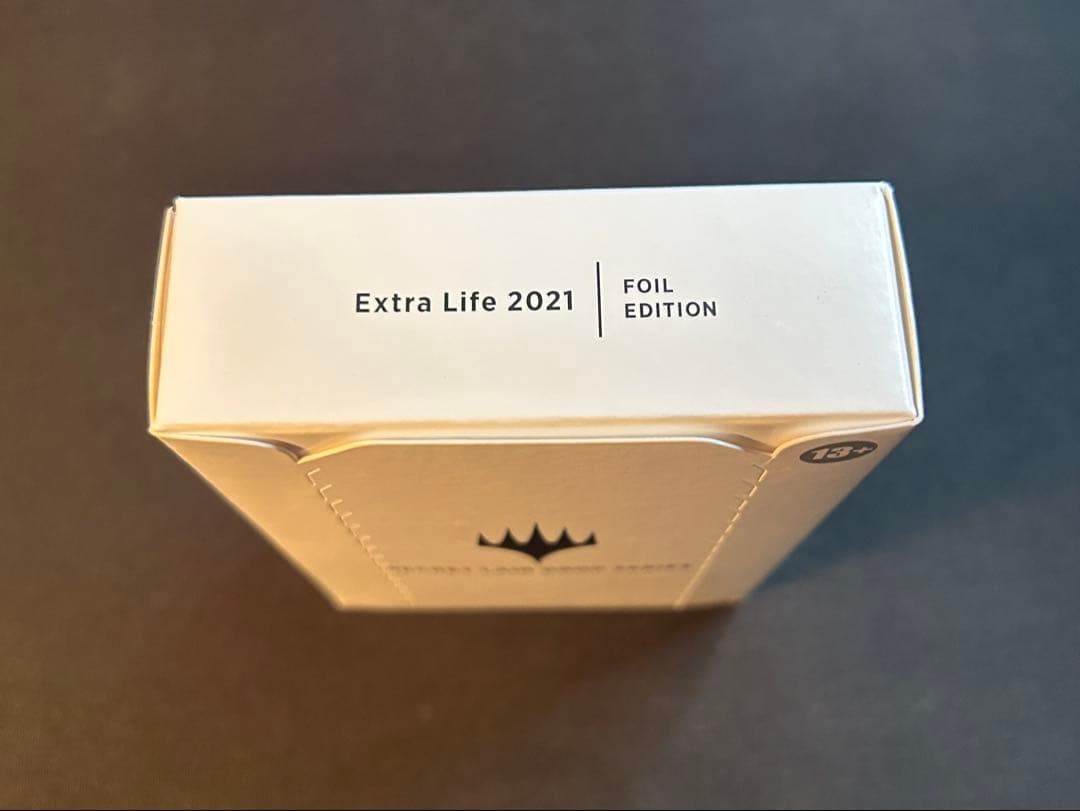 Extra Life 2021
FOIL
EDITION
13+